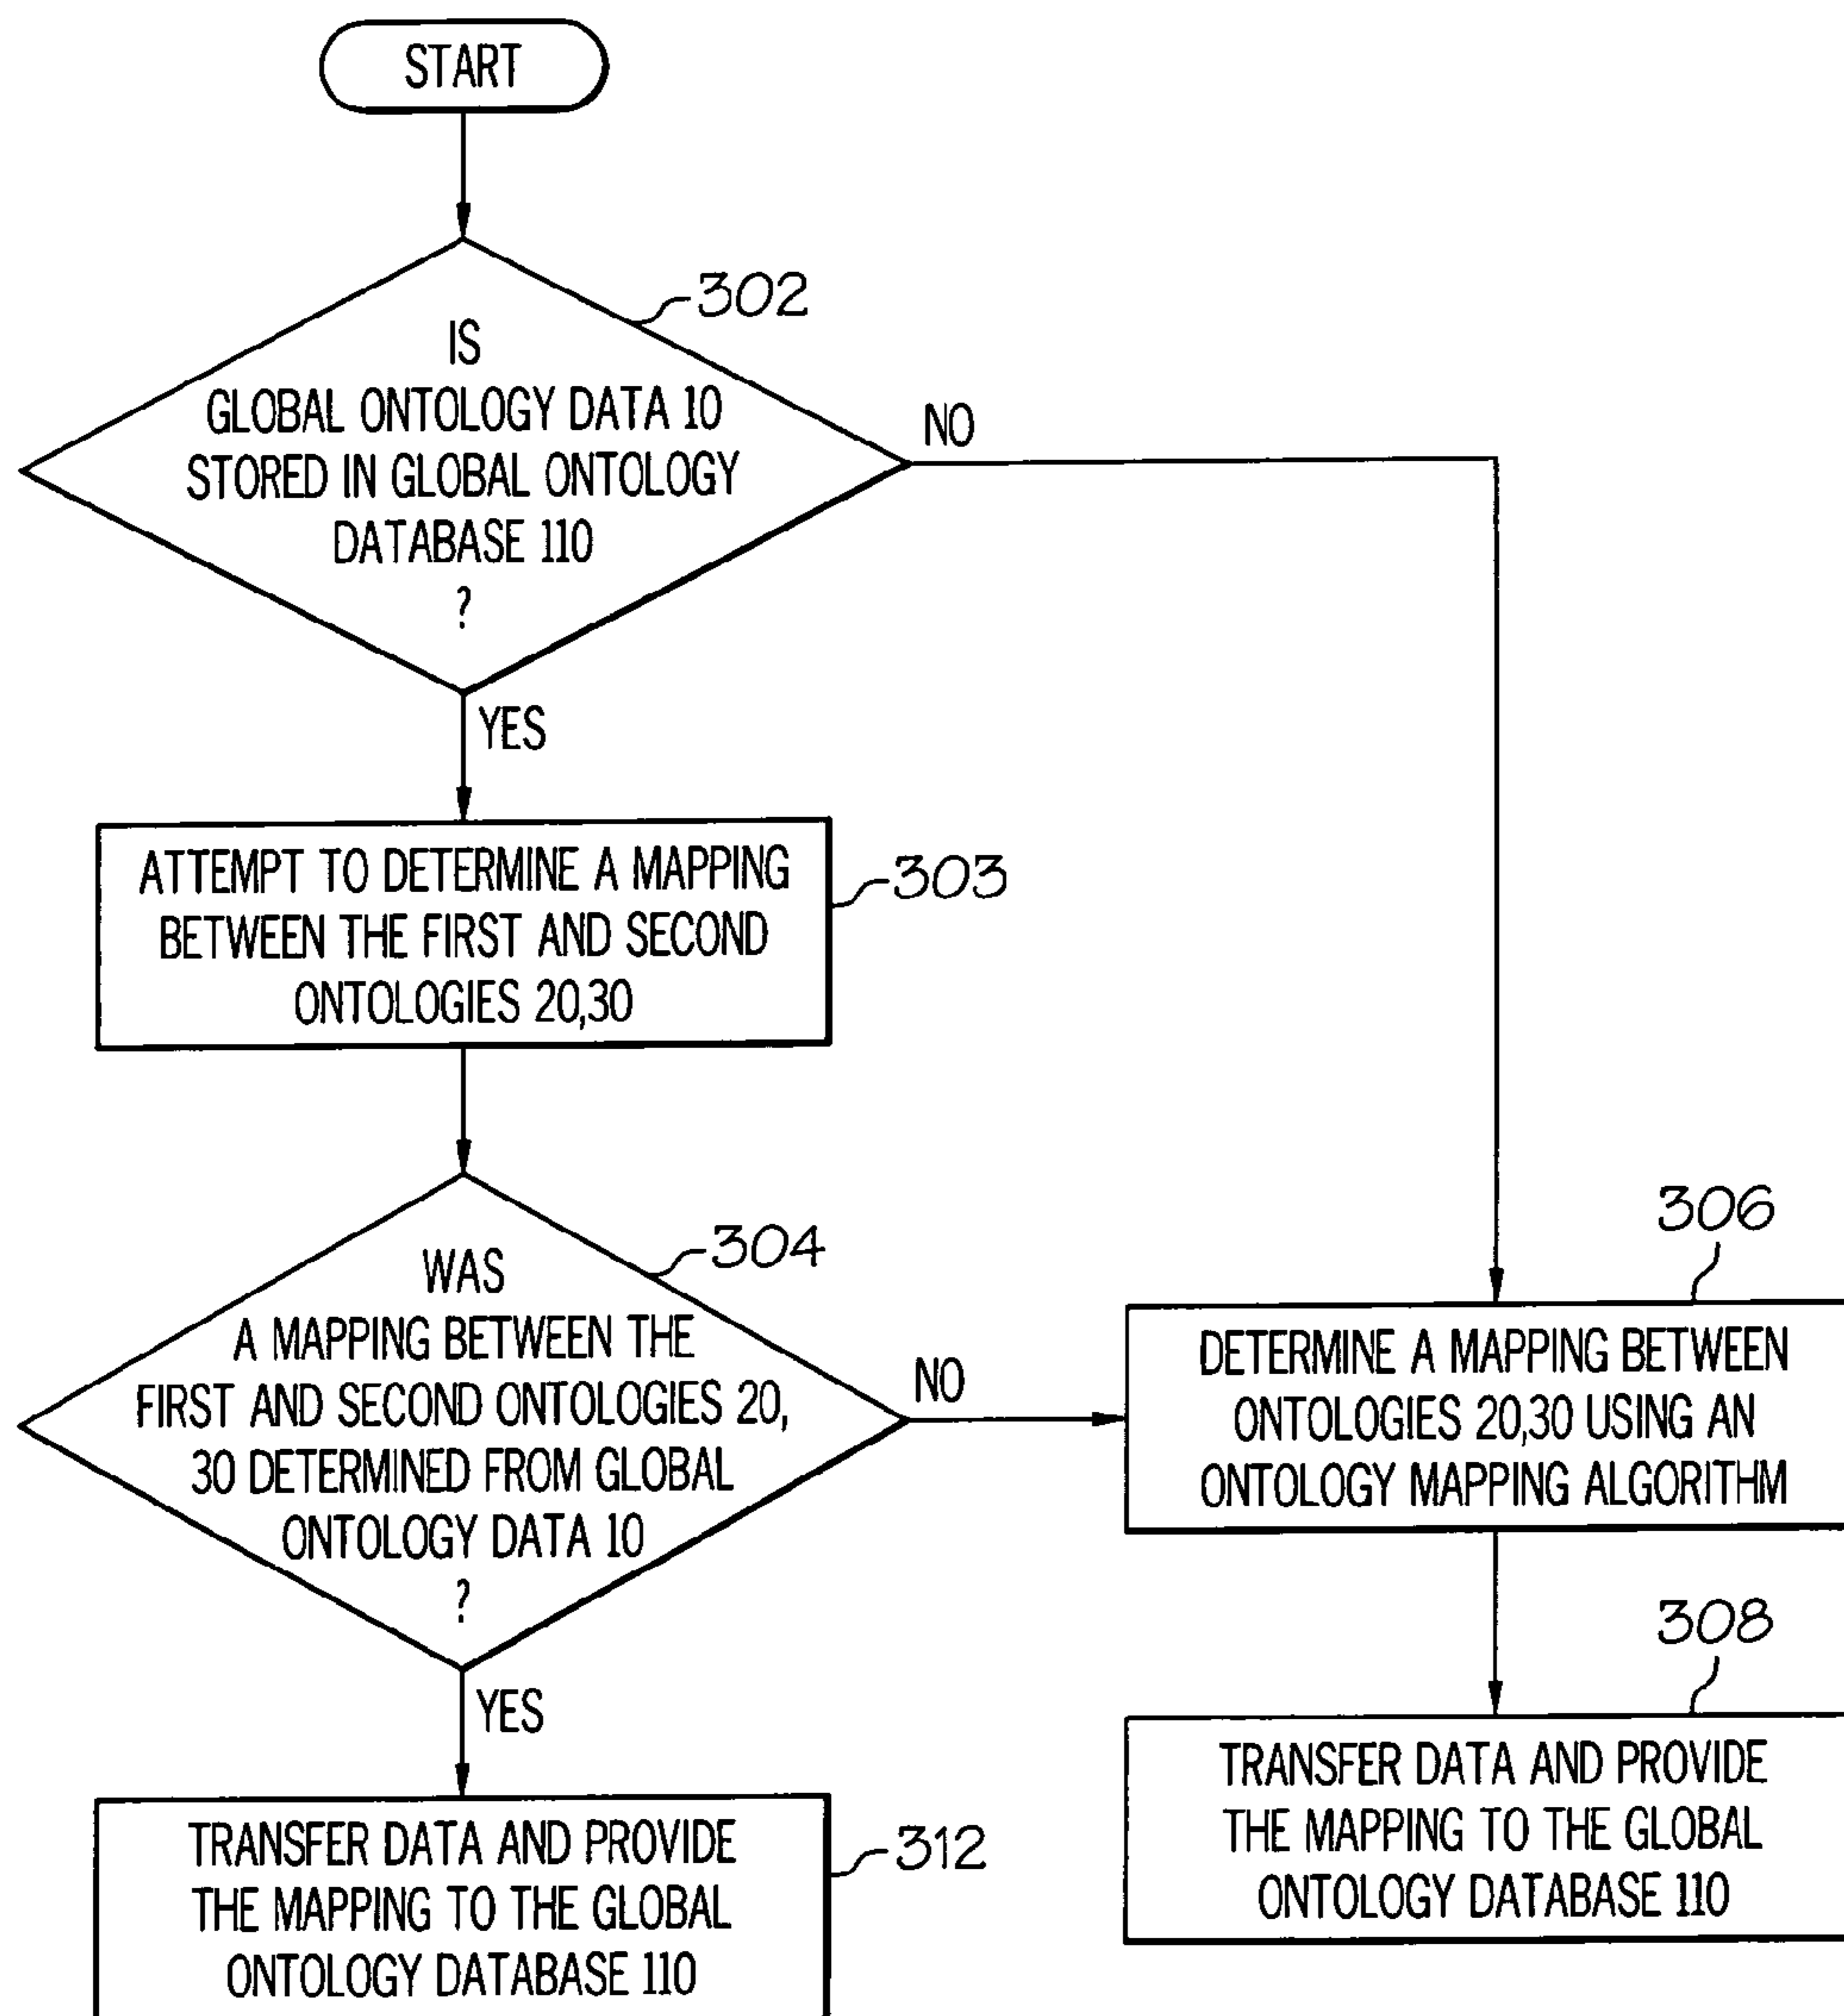 START
302
IS
GLOBAL ONTOLOGY DATA 10
STORED IN GLOBAL ONTOLOGY
DATABASE 110
?
NO
YES
ATTEMPT TO DETERMINE A MAPPING
BETWEEN THE FIRST AND SECOND
ONTOLOGIES 20,30
303
304
WAS
A MAPPING BETWEEN THE
FIRST AND SECOND ONTOLOGIES 20,
30 DETERMINED FROM GLOBAL
ONTOLOGY DATA 10
?
NO
YES
306
DETERMINE A MAPPING BETWEEN
ONTOLOGIES 20,30 USING AN
ONTOLOGY MAPPING ALGORITHM
308
TRANSFER DATA AND PROVIDE
THE MAPPING TO THE GLOBAL
ONTOLOGY DATABASE 110
TRANSFER DATA AND PROVIDE
THE MAPPING TO THE GLOBAL
ONTOLOGY DATABASE 110
312